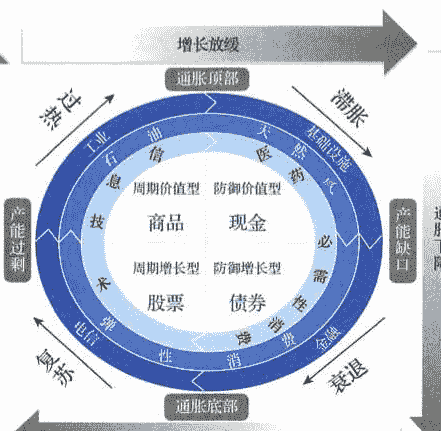 增长放缓
通胀顶部
过热
滞胀
工业
基础设施
石油
天然气
信息技术
医药
周期价值型 防御价值型
商品 现金
产能过剩
产能缺口
周期增长型 防御增长型
股票 债券
必需性消费
弹性消费
电信
金融
复苏
衰退
通胀底部